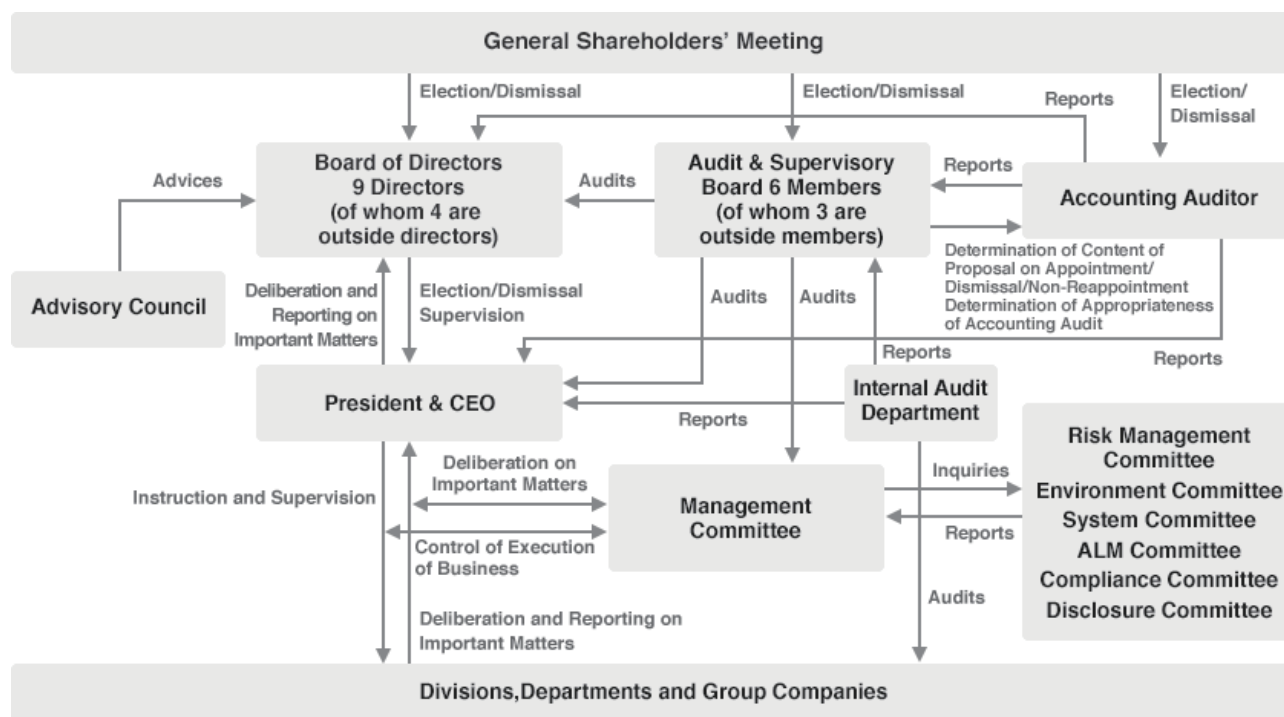 General Shareholders’ Meeting
Election/Dismissal
Election/Dismissal
Reports
Election/
Dismissal
Board of Directors
9 Directors
(of whom 4 are
outside directors)
Audit & Supervisory
Board 6 Members
(of whom 3 are
outside members)
Accounting Auditor
Advices
Audits
Reports
Determination of Content of
Proposal on Appointment/
Dismissal/Non-Reappointment
Determination of Appropriateness
of Accounting Audit
Advisory Council
Deliberation and
Reporting on
Important Matters
Election/Dismissal
Supervision
Audits
Audits
Reports
Reports
President & CEO
Reports
Internal Audit
Department
Risk Management
Committee
Environment Committee
System Committee
ALM Committee
Compliance Committee
Disclosure Committee
Instruction and Supervision
Deliberation on
Important Matters
Management
Committee
Inquiries
Reports
Control of Execution
of Business
Audits
Deliberation and Reporting on
Important Matters
Divisions,Departments and Group Companies